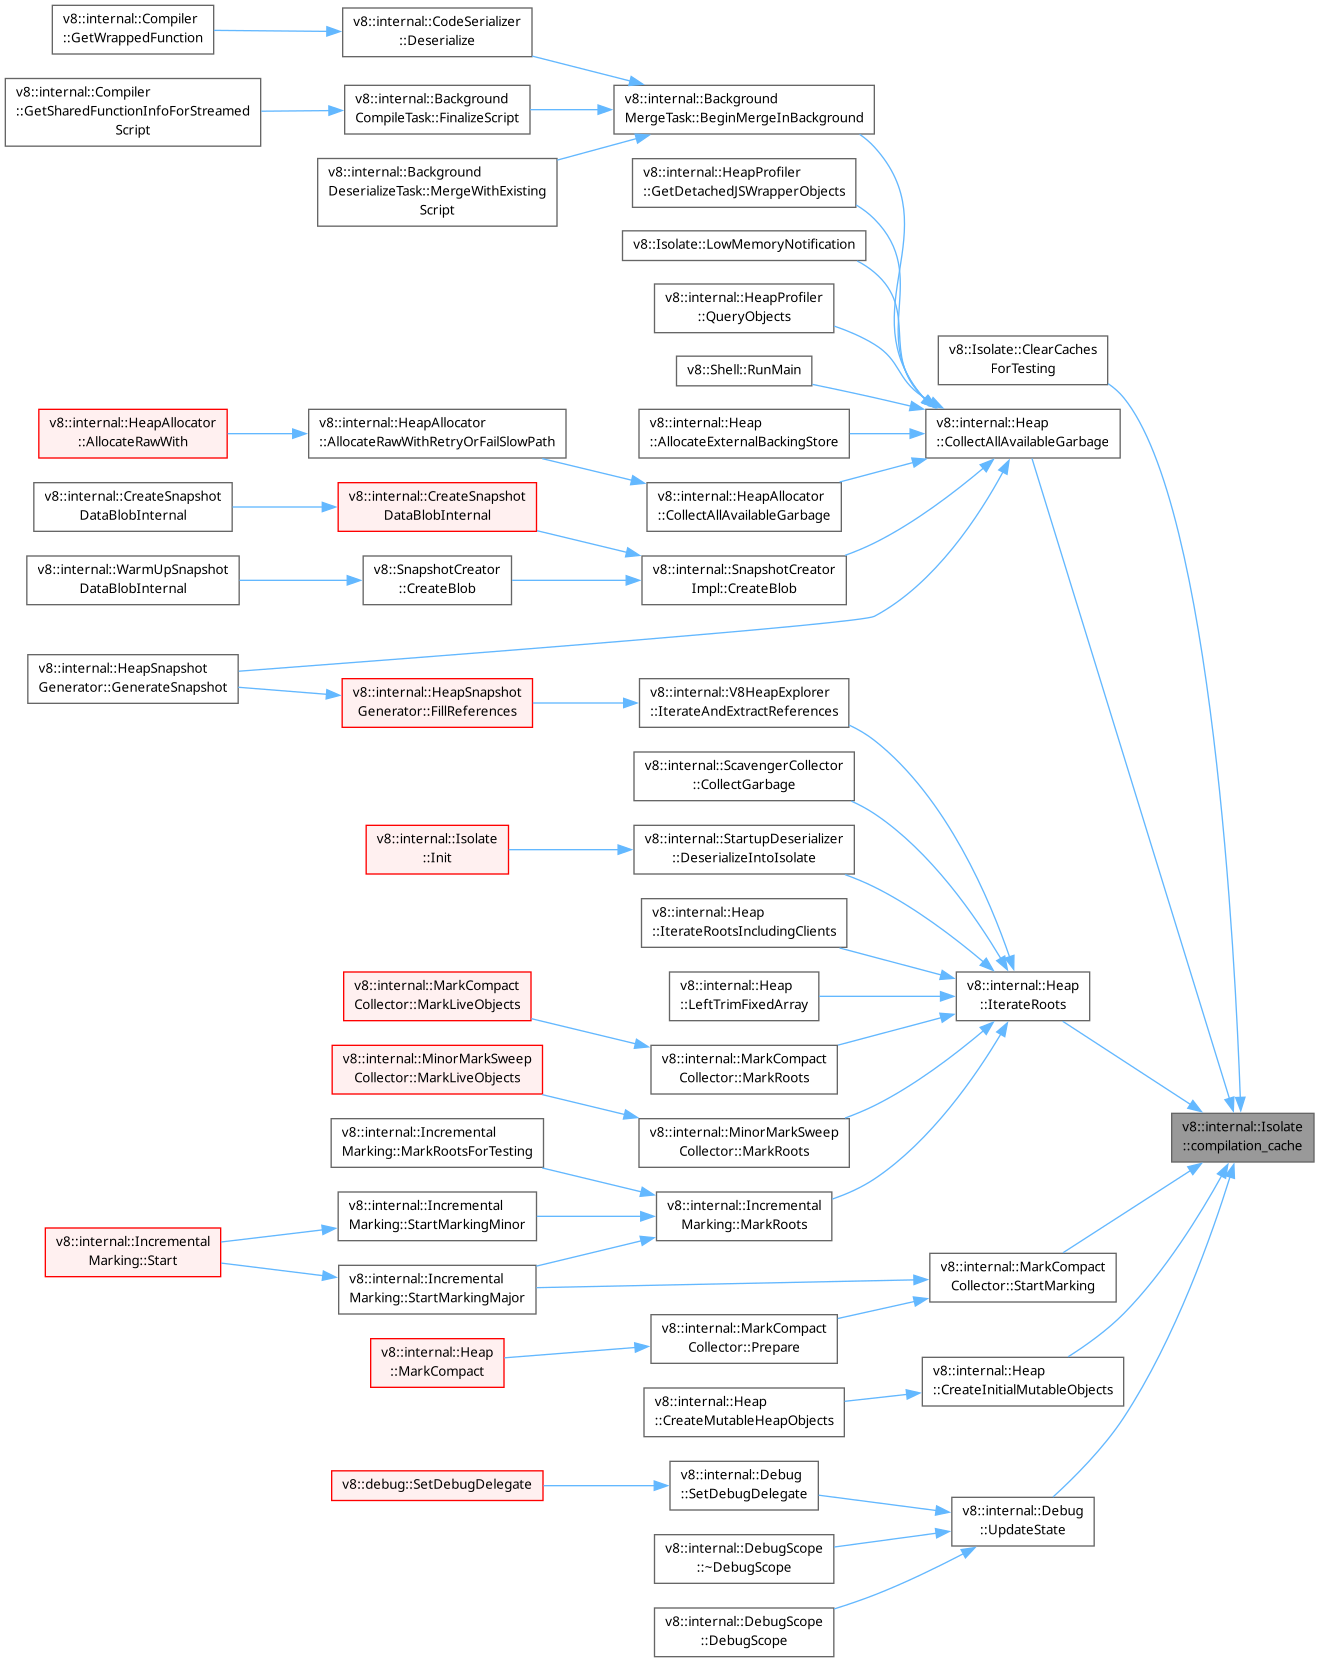 v8::internal::Compiler
::GetWrappedFunction
v8::internal::CodeSerializer
::Deserialize
v8::internal::Compiler
::GetSharedFunctionInfoForStreamed
Script
v8::internal::Background
CompileTask::FinalizeScript
v8::internal::Background
MergeTask::BeginMergeInBackground
v8::internal::Background
DeserializeTask::MergeWithExisting
Script
v8::internal::HeapProfiler
::GetDetachedJSWrapperObjects
v8::Isolate::LowMemoryNotification
v8::internal::HeapProfiler
::QueryObjects
v8::Shell::RunMain
v8::Isolate::ClearCaches
ForTesting
v8::internal::HeapAllocator
::AllocateRawWith
v8::internal::HeapAllocator
::AllocateRawWithRetryOrFailSlowPath
v8::internal::Heap
::AllocateExternalBackingStore
v8::internal::Heap
::CollectAllAvailableGarbage
v8::internal::CreateSnapshot
DataBlobInternal
v8::internal::CreateSnapshot
DataBlobInternal
v8::internal::HeapAllocator
::CollectAllAvailableGarbage
v8::internal::WarmUpSnapshot
DataBlobInternal
v8::SnapshotCreator
::CreateBlob
v8::internal::SnapshotCreator
Impl::CreateBlob
v8::internal::HeapSnapshot
Generator::GenerateSnapshot
v8::internal::HeapSnapshot
Generator::FillReferences
v8::internal::V8HeapExplorer
::IterateAndExtractReferences
v8::internal::ScavengerCollector
::CollectGarbage
v8::internal::Isolate
::Init
v8::internal::StartupDeserializer
::DeserializeIntoIsolate
v8::internal::Heap
::IterateRootsIncludingClients
v8::internal::MarkCompact
Collector::MarkLiveObjects
v8::internal::Heap
::LeftTrimFixedArray
v8::internal::Heap
::IterateRoots
v8::internal::MinorMarkSweep
Collector::MarkLiveObjects
v8::internal::MarkCompact
Collector::MarkRoots
v8::internal::Incremental
Marking::MarkRootsForTesting
v8::internal::MinorMarkSweep
Collector::MarkRoots
v8::internal::Isolate
::compilation_cache
v8::internal::Incremental
Marking::StartMarkingMinor
v8::internal::Incremental
Marking::MarkRoots
v8::internal::Incremental
Marking::Start
v8::internal::Incremental
Marking::StartMarkingMajor
v8::internal::MarkCompact
Collector::StartMarking
v8::internal::Heap
::MarkCompact
v8::internal::MarkCompact
Collector::Prepare
v8::internal::Heap
::CreateMutableHeapObjects
v8::internal::Heap
::CreateInitialMutableObjects
v8::debug::SetDebugDelegate
v8::internal::Debug
::SetDebugDelegate
v8::internal::Debug
::UpdateState
v8::internal::DebugScope
::~DebugScope
v8::internal::DebugScope
::DebugScope